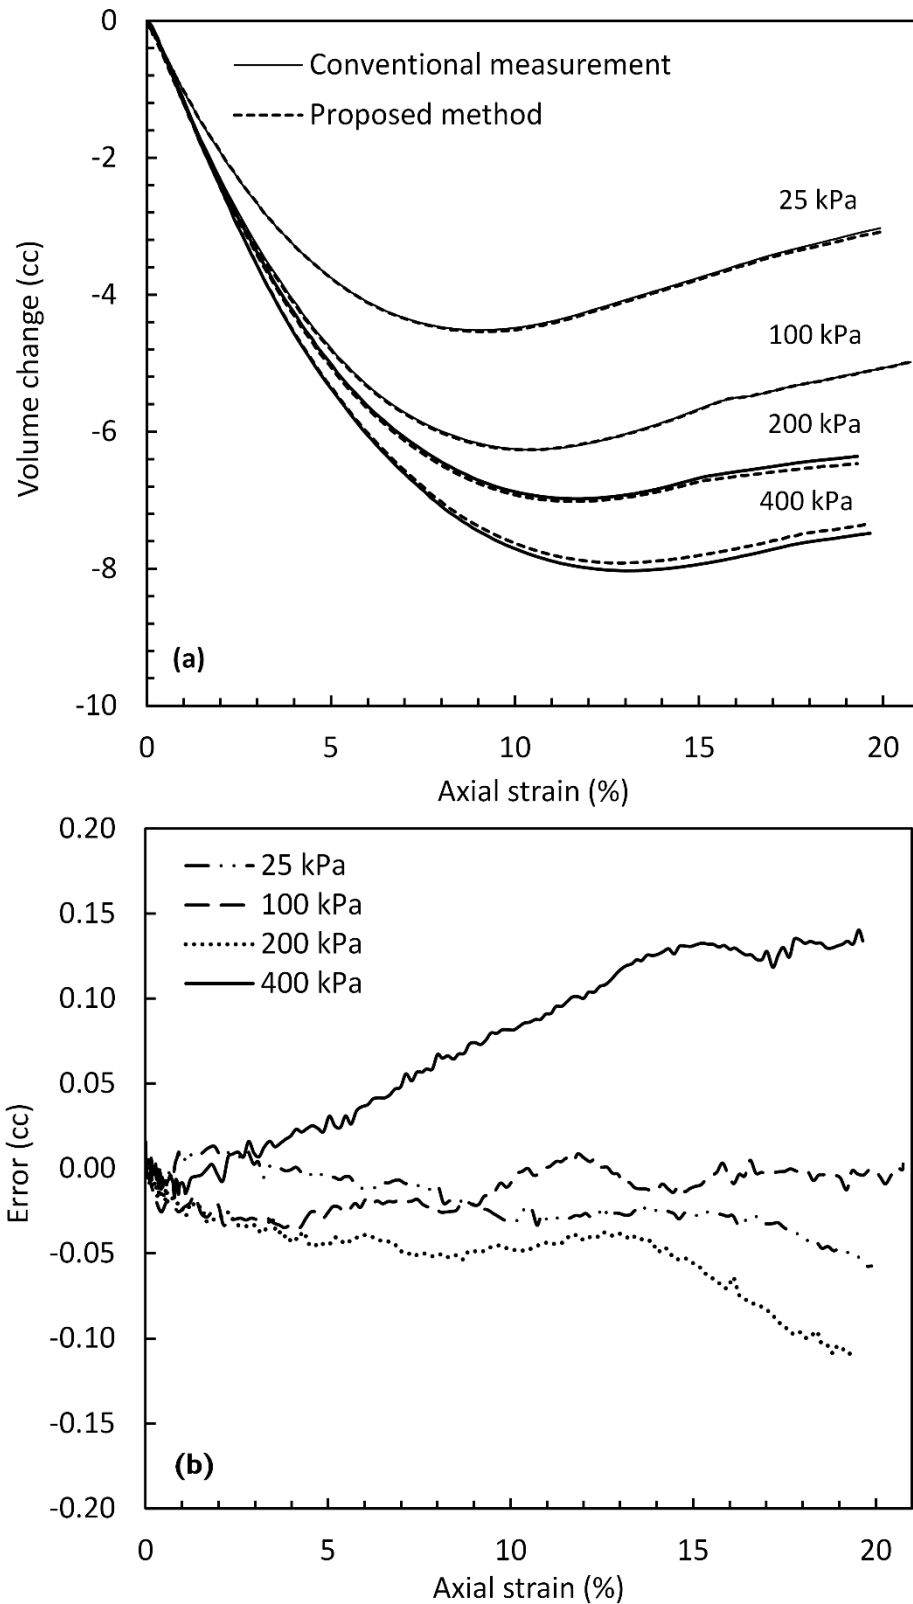 0
-2
-4
-6
-8
-10
Volume change (cc)
Conventional measurement
Proposed method
25 kPa
100 kPa
200 kPa
400 kPa
(a)
0 5 10 15 20
Axial strain (%)
0.20
0.15
0.10
0.05
0.00
-0.05
-0.10
-0.15
-0.20
Error (cc)
25 kPa
100 kPa
200 kPa
400 kPa
(b)
0 5 10 15 20
Axial strain (%)